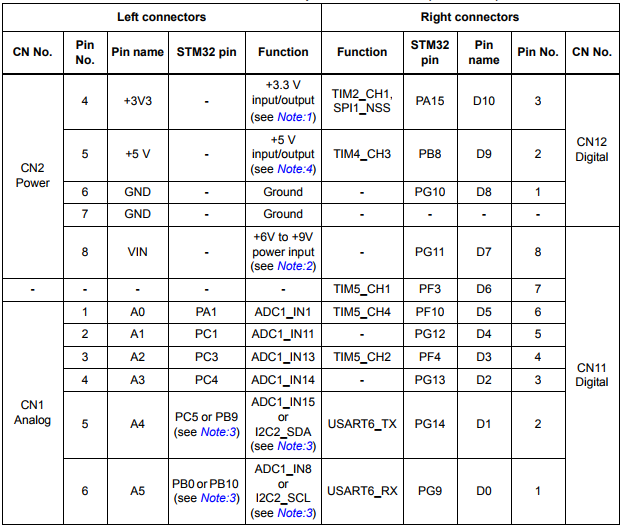 Left connectors Right connectors
CN No. Pin No. Pin name STM32 pin Function Function STM32 pin Pin name Pin No. CN No.
CN2 Power 4 +3V3 - +3.3 V input/output (see Note:1) TIM2_CH1, SPI1_NSS PA15 D10 3 CN12 Digital
5 +5 V - +5 V input/output (see Note:4) TIM4_CH3 PB8 D9 2
6 GND - Ground - PG10 D8 1
7 GND - Ground - - - -
8 VIN - +6V to +9V power input (see Note:2) - PG11 D7 8 CN11 Digital
- - - - - TIM5_CH1 PF3 D6 7
CN1 Analog 1 A0 PA1 ADC1_IN1 TIM5_CH4 PF10 D5 6
2 A1 PC1 ADC1_IN11 - PG12 D4 5
3 A2 PC3 ADC1_IN13 TIM5_CH2 PF4 D3 4
4 A3 PC4 ADC1_IN14 - PG13 D2 3
5 A4 PC5 or PB9 (see Note:3) ADC1_IN15 or I2C2_SDA (see Note:3) USART6_TX PG14 D1 2
6 A5 PB0 or PB10 (see Note:3) ADC1_IN8 or I2C2_SCL (see Note:3) USART6_RX PG9 D0 1